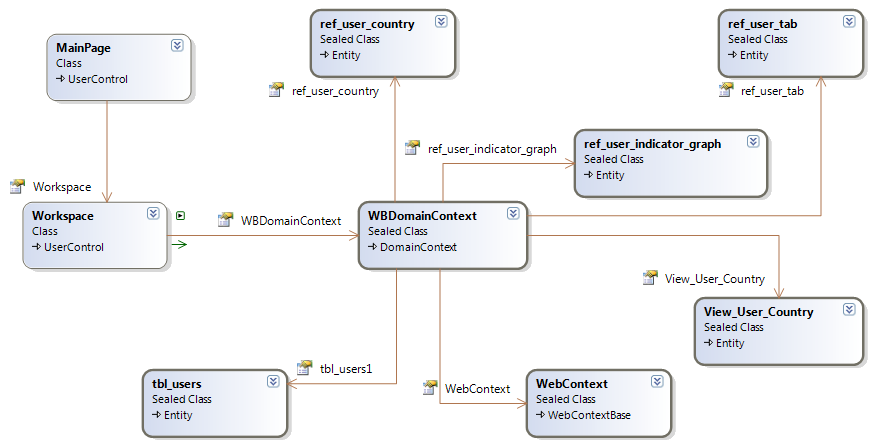 MainPage
Class
UserControl
ref_user_country
Sealed Class
Entity
ref_user_tab
Sealed Class
Entity
ref_user_country
ref_user_tab
ref_user_indicator_graph
ref_user_indicator_graph
Sealed Class
Entity
Workspace
Workspace
Class
UserControl
WBDomainContext
WBDomainContext
Sealed Class
DomainContext
View_User_Country
View_User_Country
Sealed Class
Entity
tbl_users1
tbl_users
Sealed Class
Entity
WebContext
WebContext
Sealed Class
WebContextBase